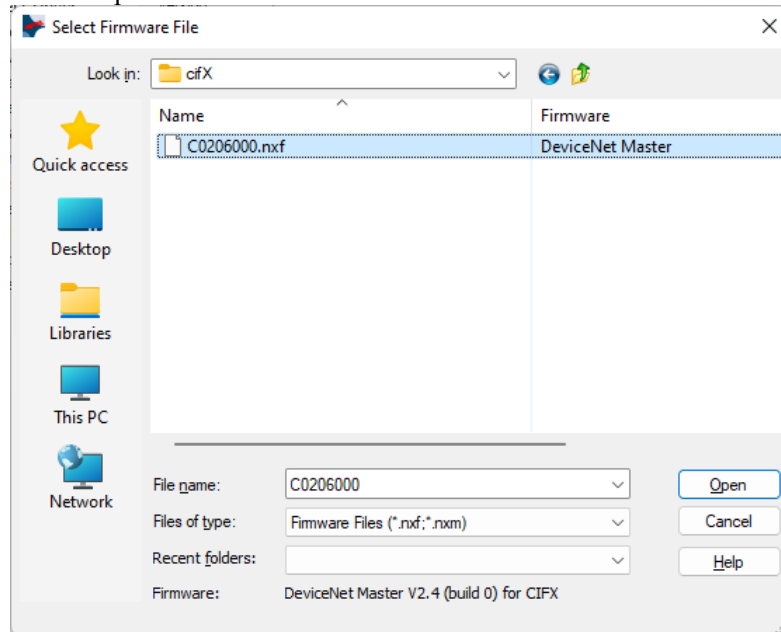 Select Firmware File
Look in: cifX
Name Firmware
C0206000.nxf DeviceNet Master
Quick access
Desktop
Libraries
This PC
Network
File name: C0206000 Open
Files of type: Firmware Files (*.nxf;*.nxm) Cancel
Recent folders: Help
Firmware: DeviceNet Master V2.4 (build 0) for CIFX